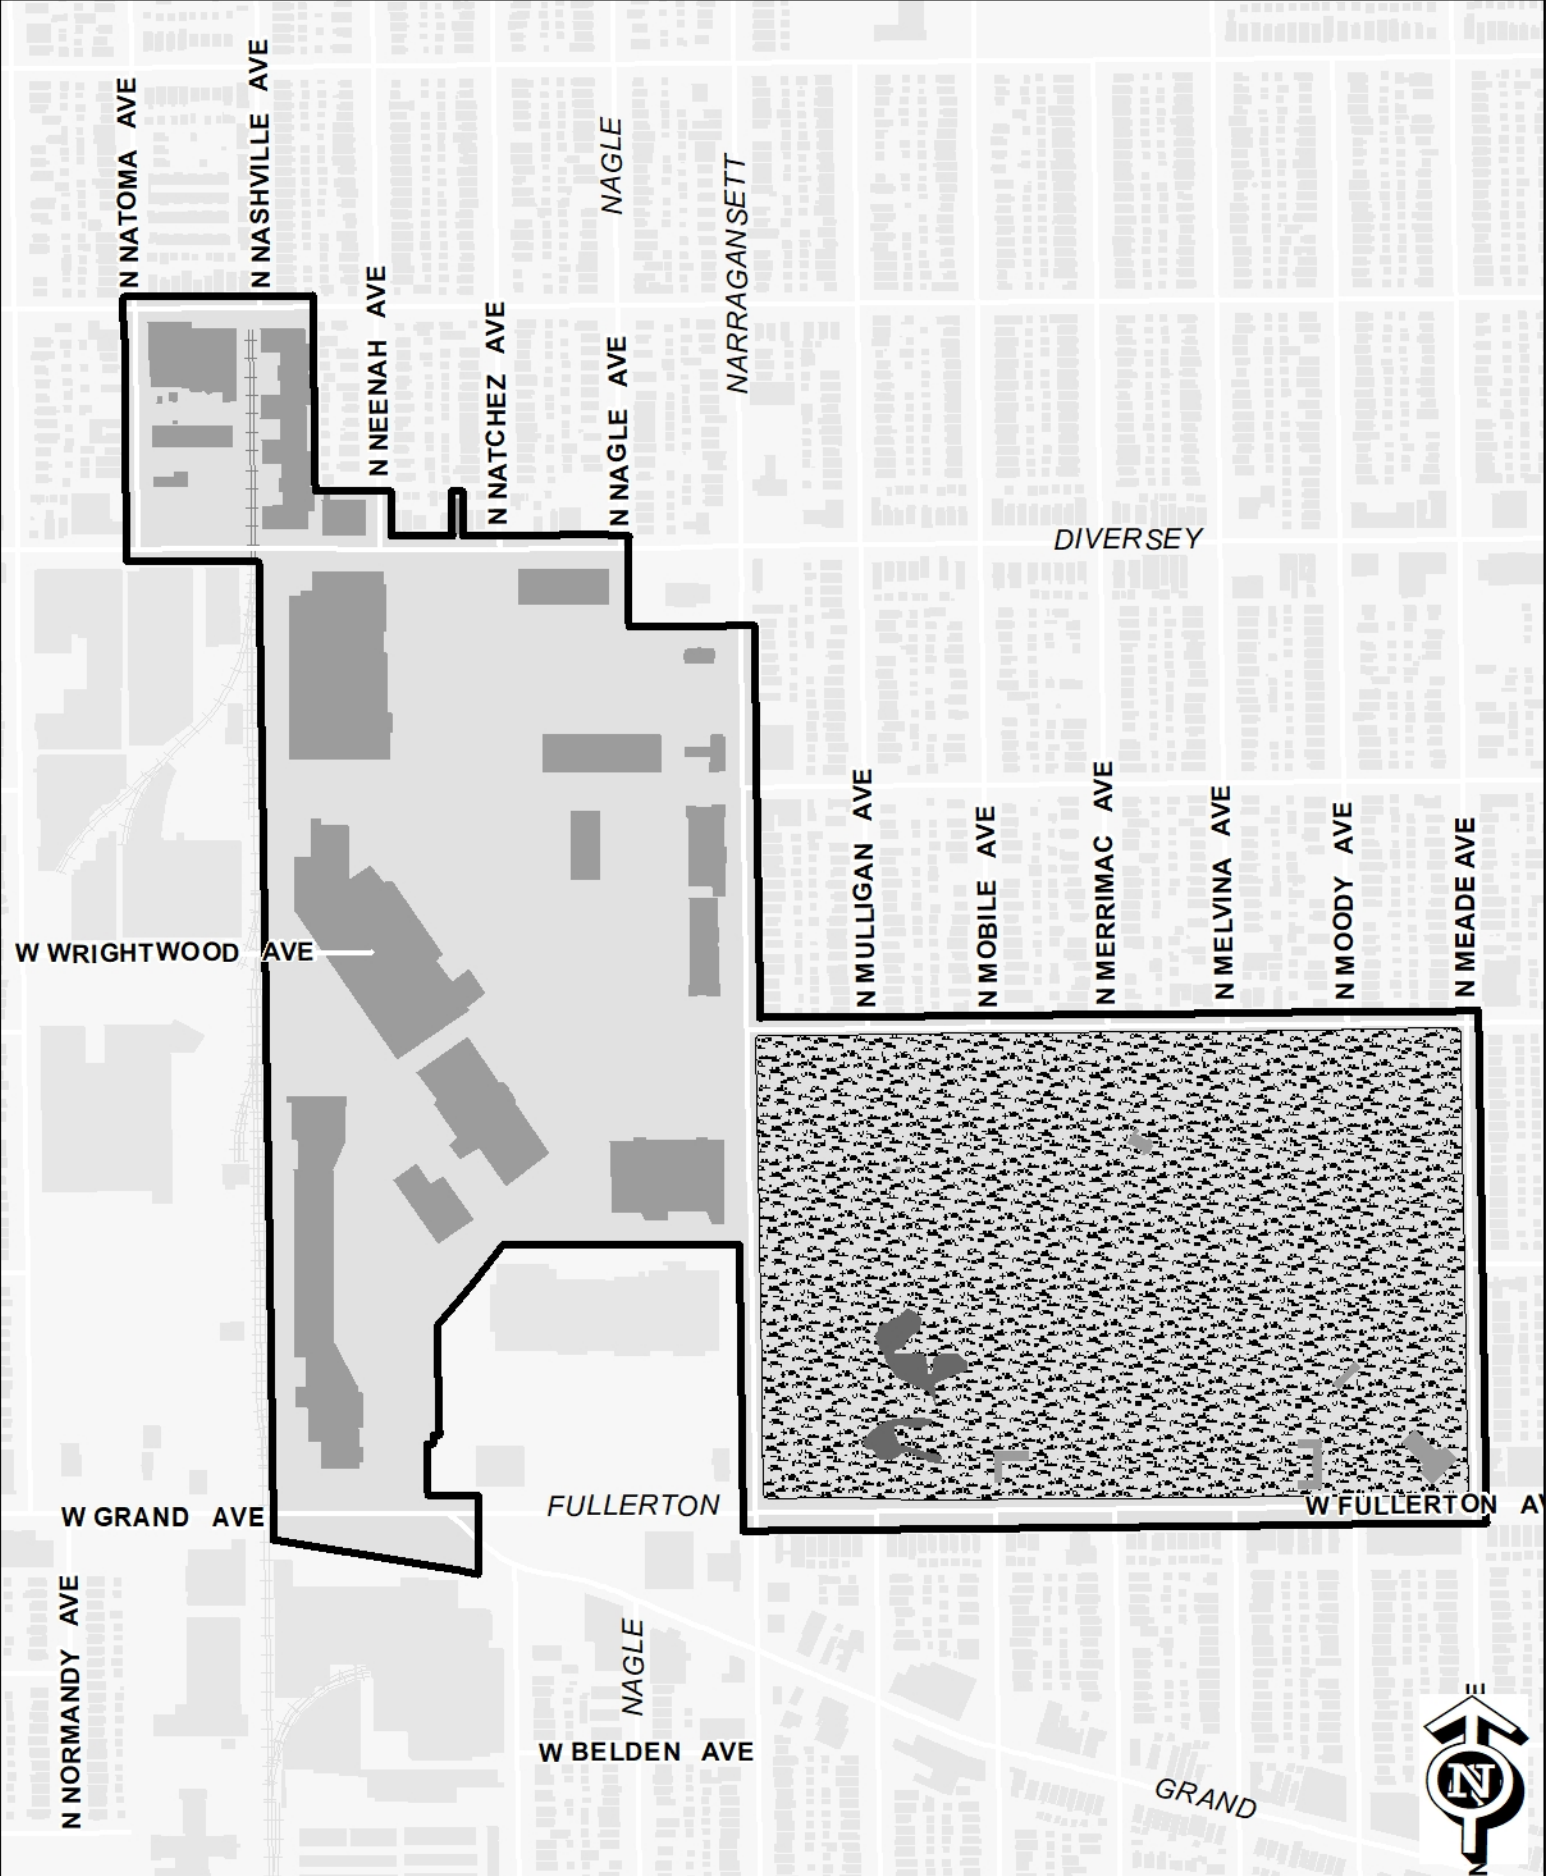 N NATOMA AVE
N NASHVILLE AVE
NAGLE
NARRAGANSETT
N NEENAH AVE
N NATCHEZ AVE
N NAGLE AVE
DIVERSEY
N MULLIGAN AVE
N MOBILE AVE
N MERRIMAC AVE
N MELVINA AVE
N MOODY AVE
N MEADE AVE
W WRIGHTWOOD AVE
W GRAND AVE
FULLERTON
W FULLERTON AV
N NORMANDY AVE
NAGLE
W BELDEN AVE
GRAND
N